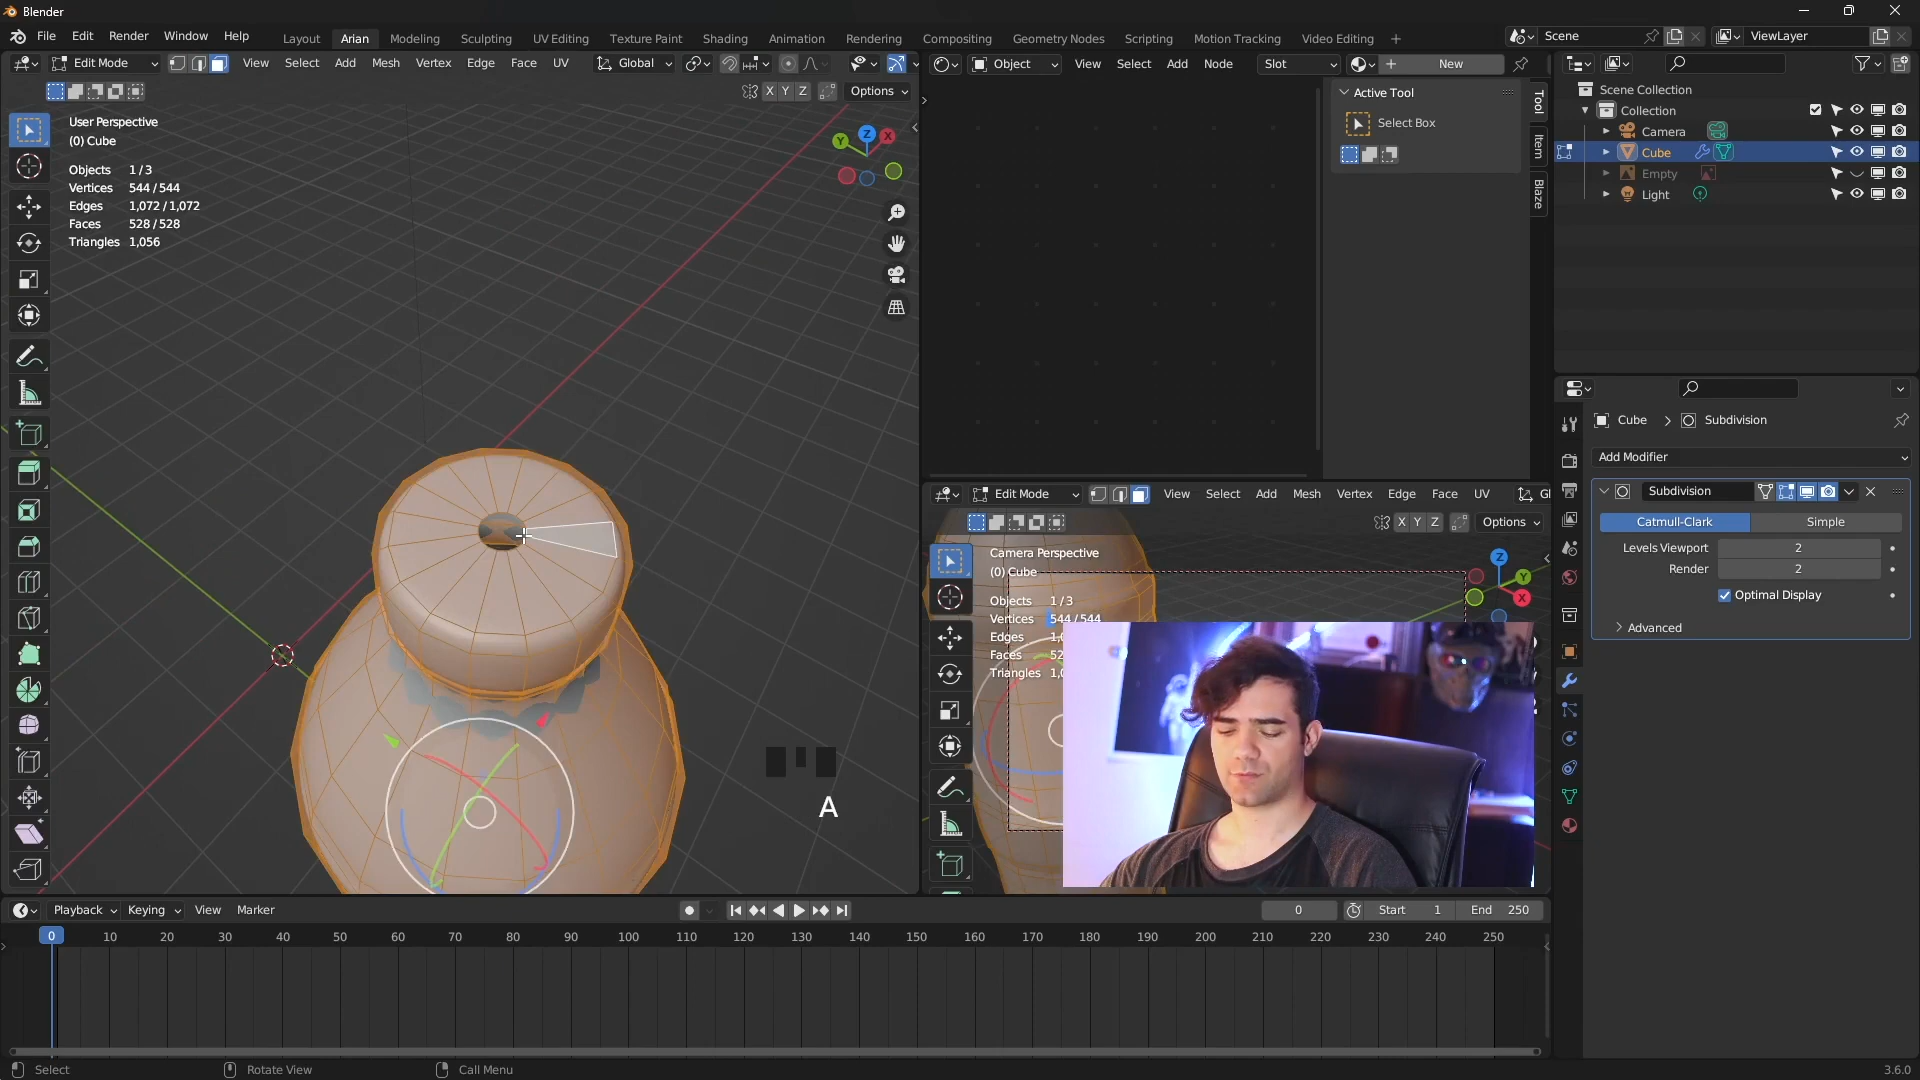 Blender
File Edit Render Window Help Layout Arian Modeling Sculpting UV Editing Texture Paint Shading Animation Rendering Compositing Geometry Nodes Scripting Motion Tracking Video Editing + Scene ViewLayer
Edit Mode View Select Add Mesh Vertex Edge Face UV Global
X Y Z Options
User Perspective
(0) Cube
Objects 1/3
Vertices 544/544
Edges 1,072/1,072
Faces 528/528
Triangles 1,056
Z X Y
A
Object View Select Add Node Slot New
Active Tool
Select Box
Tool
Item
Blaze
Edit Mode View Select Add Mesh Vertex Edge Face UV Gl
X Y Z Options
Camera Perspective
(0) Cube
Objects 1/3
Vertices 544/544
Edges 1,0
Faces 52
Triangles 1,0
Z Y X
Scene Collection
Collection
Camera
Cube
Empty
Light
Cube > Subdivision
Add Modifier
Subdivision
Catmull-Clark Simple
Levels Viewport 2
Render 2
Optimal Display
Advanced
Playback Keying View Marker 0 Start 1 End 250
0 10 20 30 40 50 60 70 80 90 100 110 120 130 140 150 160 170 180 190 200 210 220 230 240 250
Select Rotate View Call Menu 3.6.0